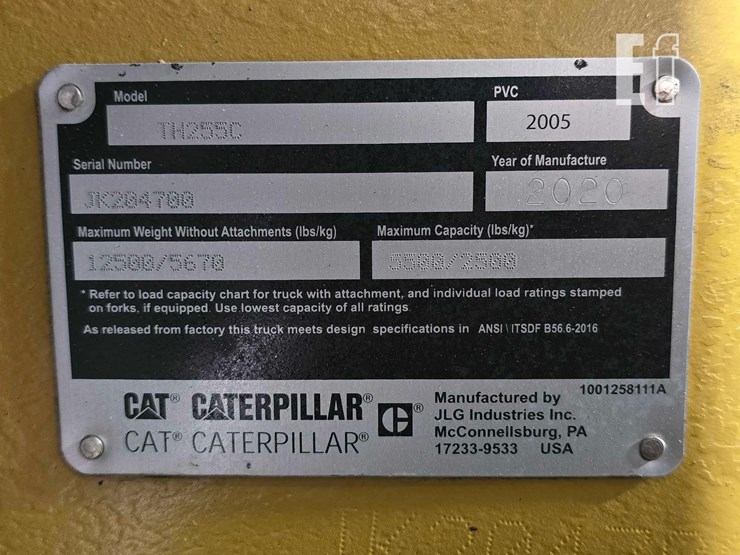 Ef
Model
PVC
TH255C
2005
Serial Number
Year of Manufacture
JK204700
2020
Maximum Weight Without Attachments (lbs/kg)
Maximum Capacity (lbs/kg)*
12500/5670
5500/2500
* Refer to load capacity chart for truck with attachment, and individual load ratings stamped
on forks, if equipped. Use lowest capacity of all ratings
As released from factory this truck meets design specifications in ANSI \ ITSDF B56.6-2016
1001258111A
CAT® CATERPILLAR® C®
CAT® CATERPILLAR®
Manufactured by
JLG Industries Inc.
McConnellsburg, PA
17233-9533 USA